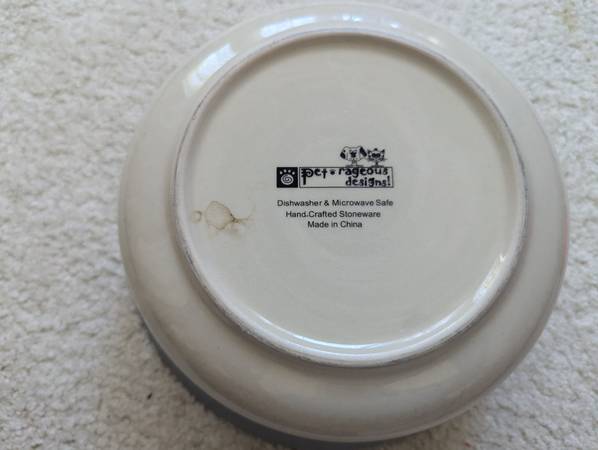 Pet•rageous
designs!
Dishwasher & Microwave Safe
Hand-Crafted Stoneware
Made in China